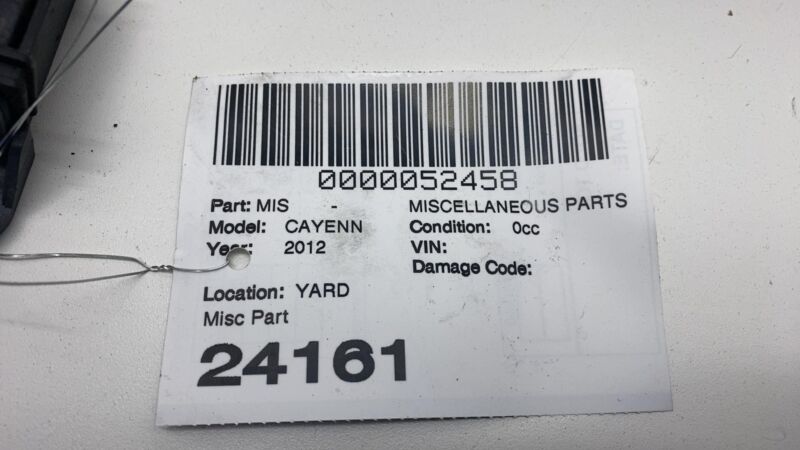 0000052458
Part: MIS - MISCELLANEOUS PARTS
Model: CAYENN Condition: 0cc
Year: 2012 VIN:
Damage Code:
Location: YARD
Misc Part
24161